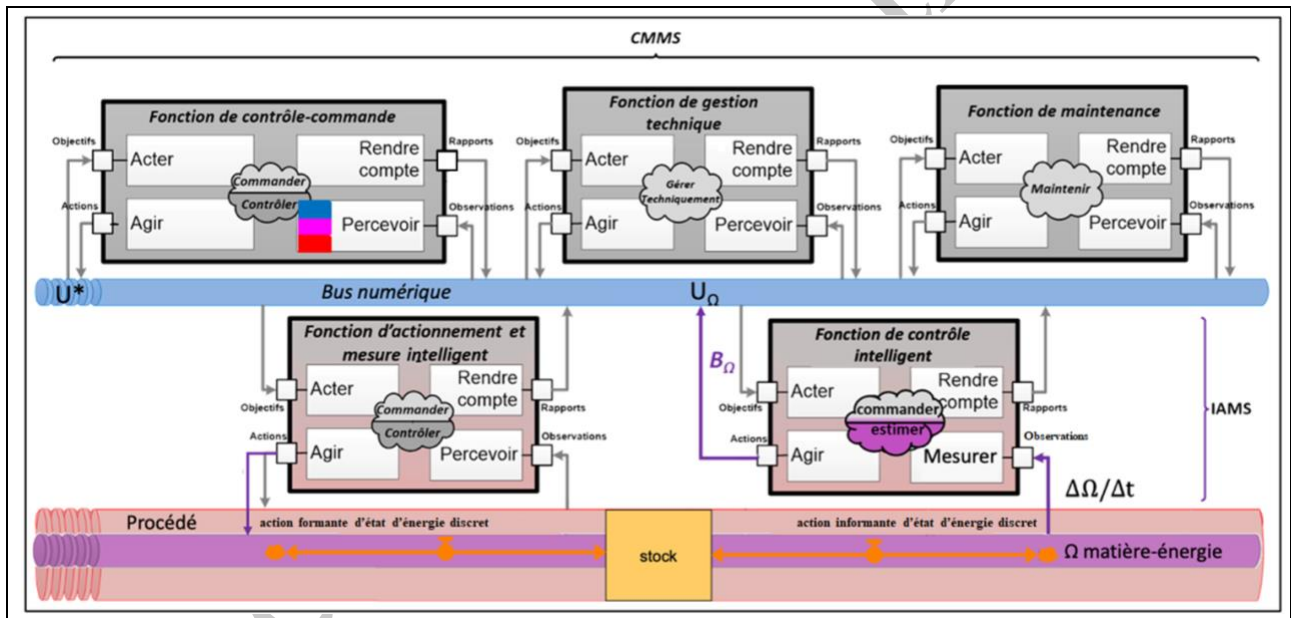 CMMS
Fonction de contrôle-commande
Objectifs
Acter
Rendre
compte
Rapports
Commander
Contrôler
Actions
Agir
Percevoir
Observations
Fonction de gestion
technique
Objectifs
Acter
Rendre
compte
Rapports
Gérer
Techniquement
Actions
Agir
Percevoir
Observations
Fonction de maintenance
Objectifs
Acter
Rendre
compte
Rapports
Maintenir
Actions
Agir
Percevoir
Observations
U*
Bus numérique
UΩ
Fonction d'actionnement et
mesure intelligent
Acter
Rendre
compte
Objectifs
Rapports
Commander
Contrôler
Actions
Agir
Percevoir
Observations
BΩ
Fonction de contrôle
intelligent
Acter
Rendre
compte
Objectifs
Rapports
commander
estimer
Actions
Agir
Mesurer
Observations
IAMS
ΔΩ/Δt
Procédé
action formante d'état d'énergie discret
stock
action informante d'état d'énergie discret
Ω matière-énergie